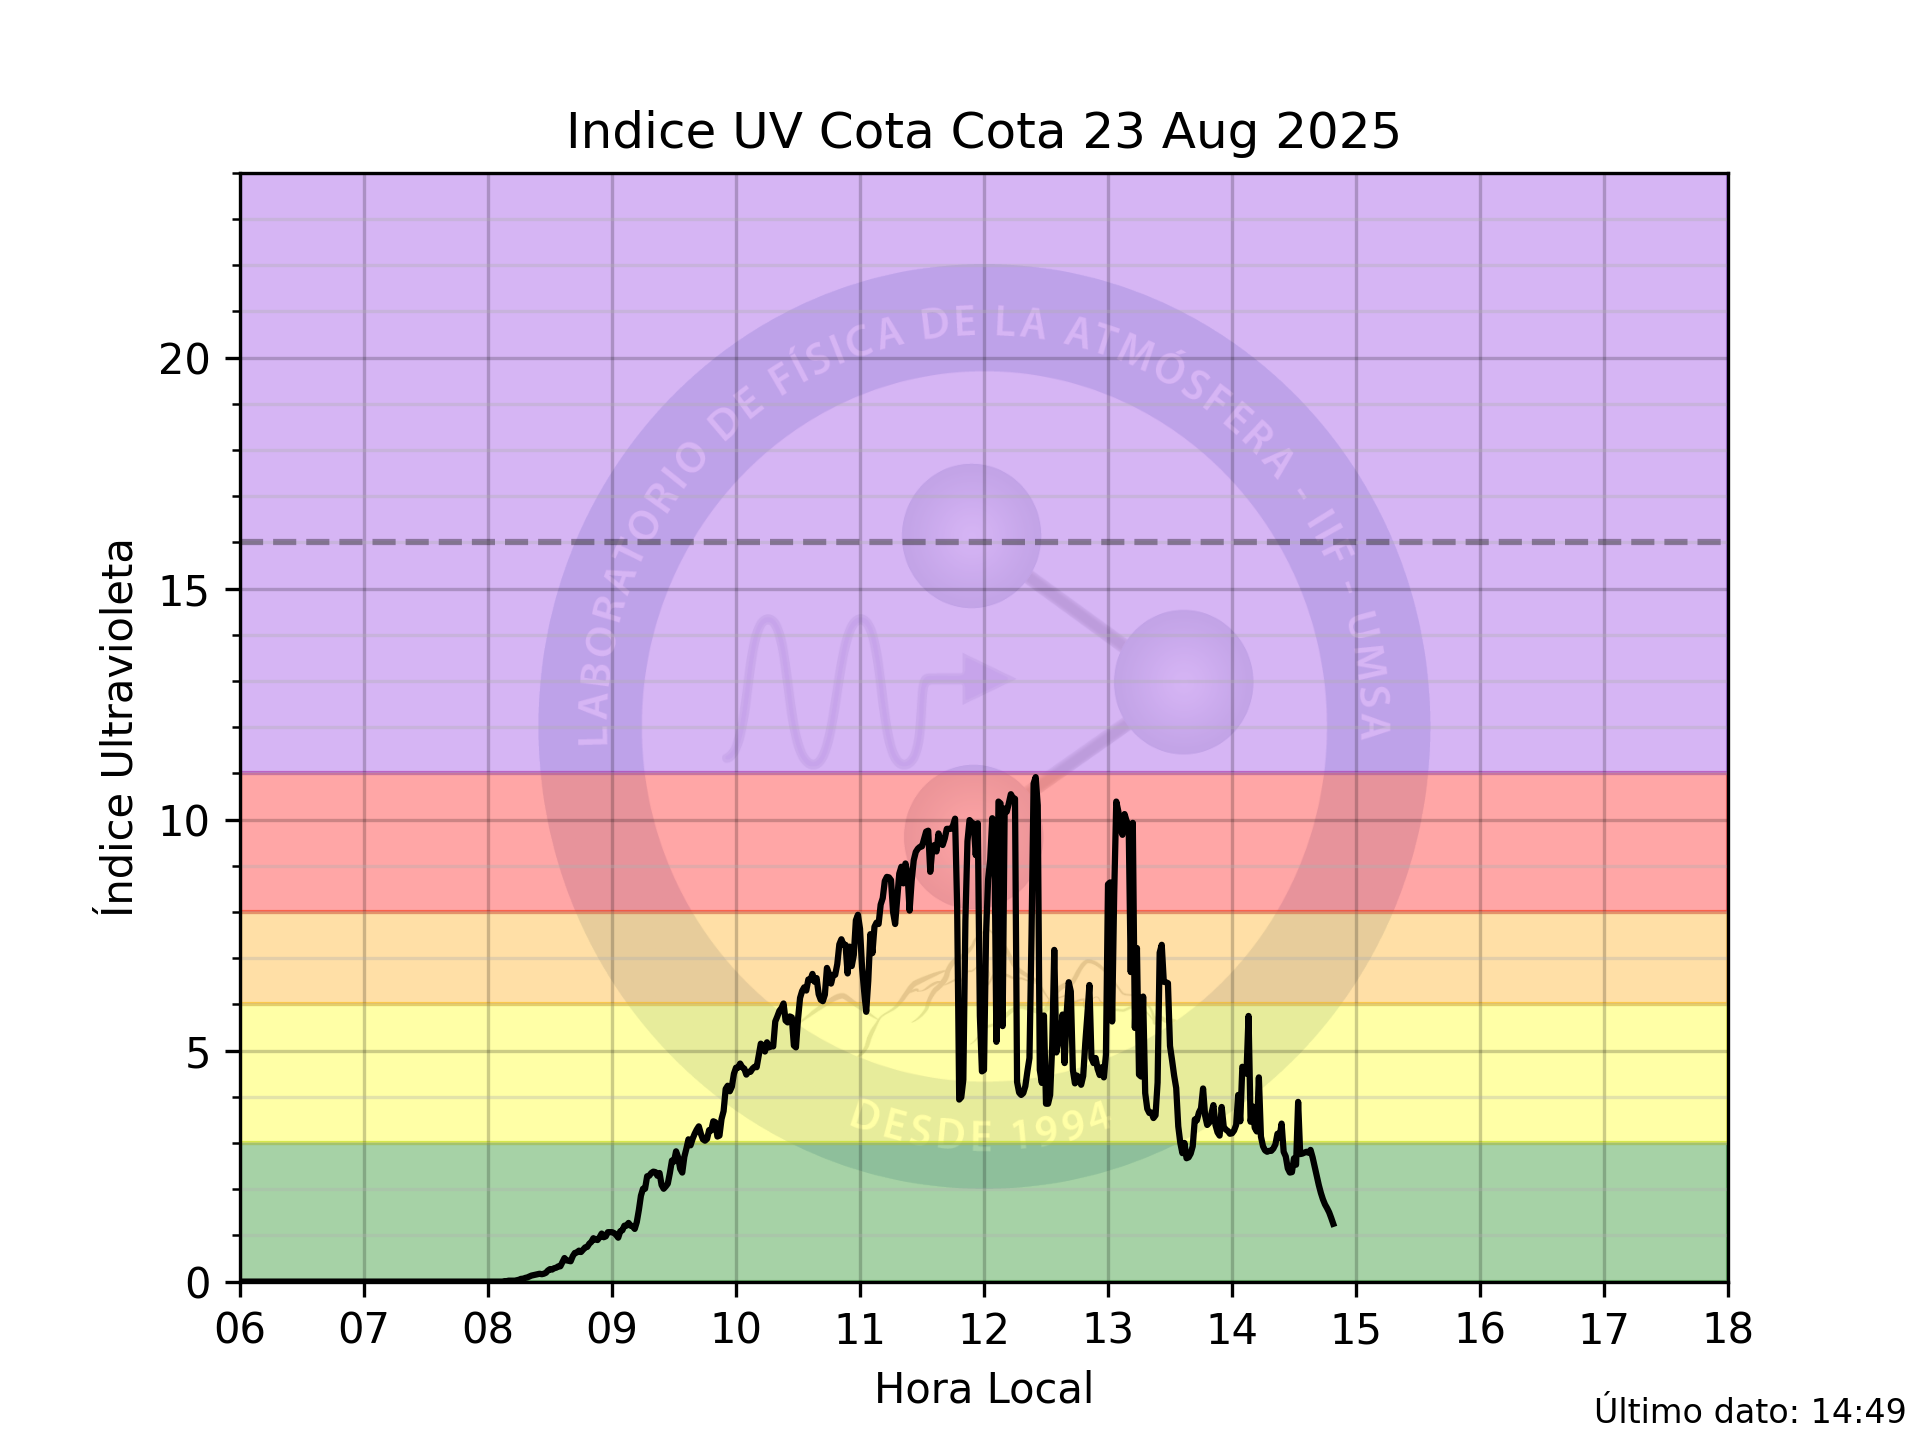 Indice UV Cota Cota 23 Aug 2025
LABORATORIO DE FÍSICA DE LA ATMÓSFERA - IIF - UMSA
DESDE 1994
Índice Ultravioleta
20
15
10
5
0
06 07 08 09 10 11 12 13 14 15 16 17 18
Hora Local
Último dato: 14:49